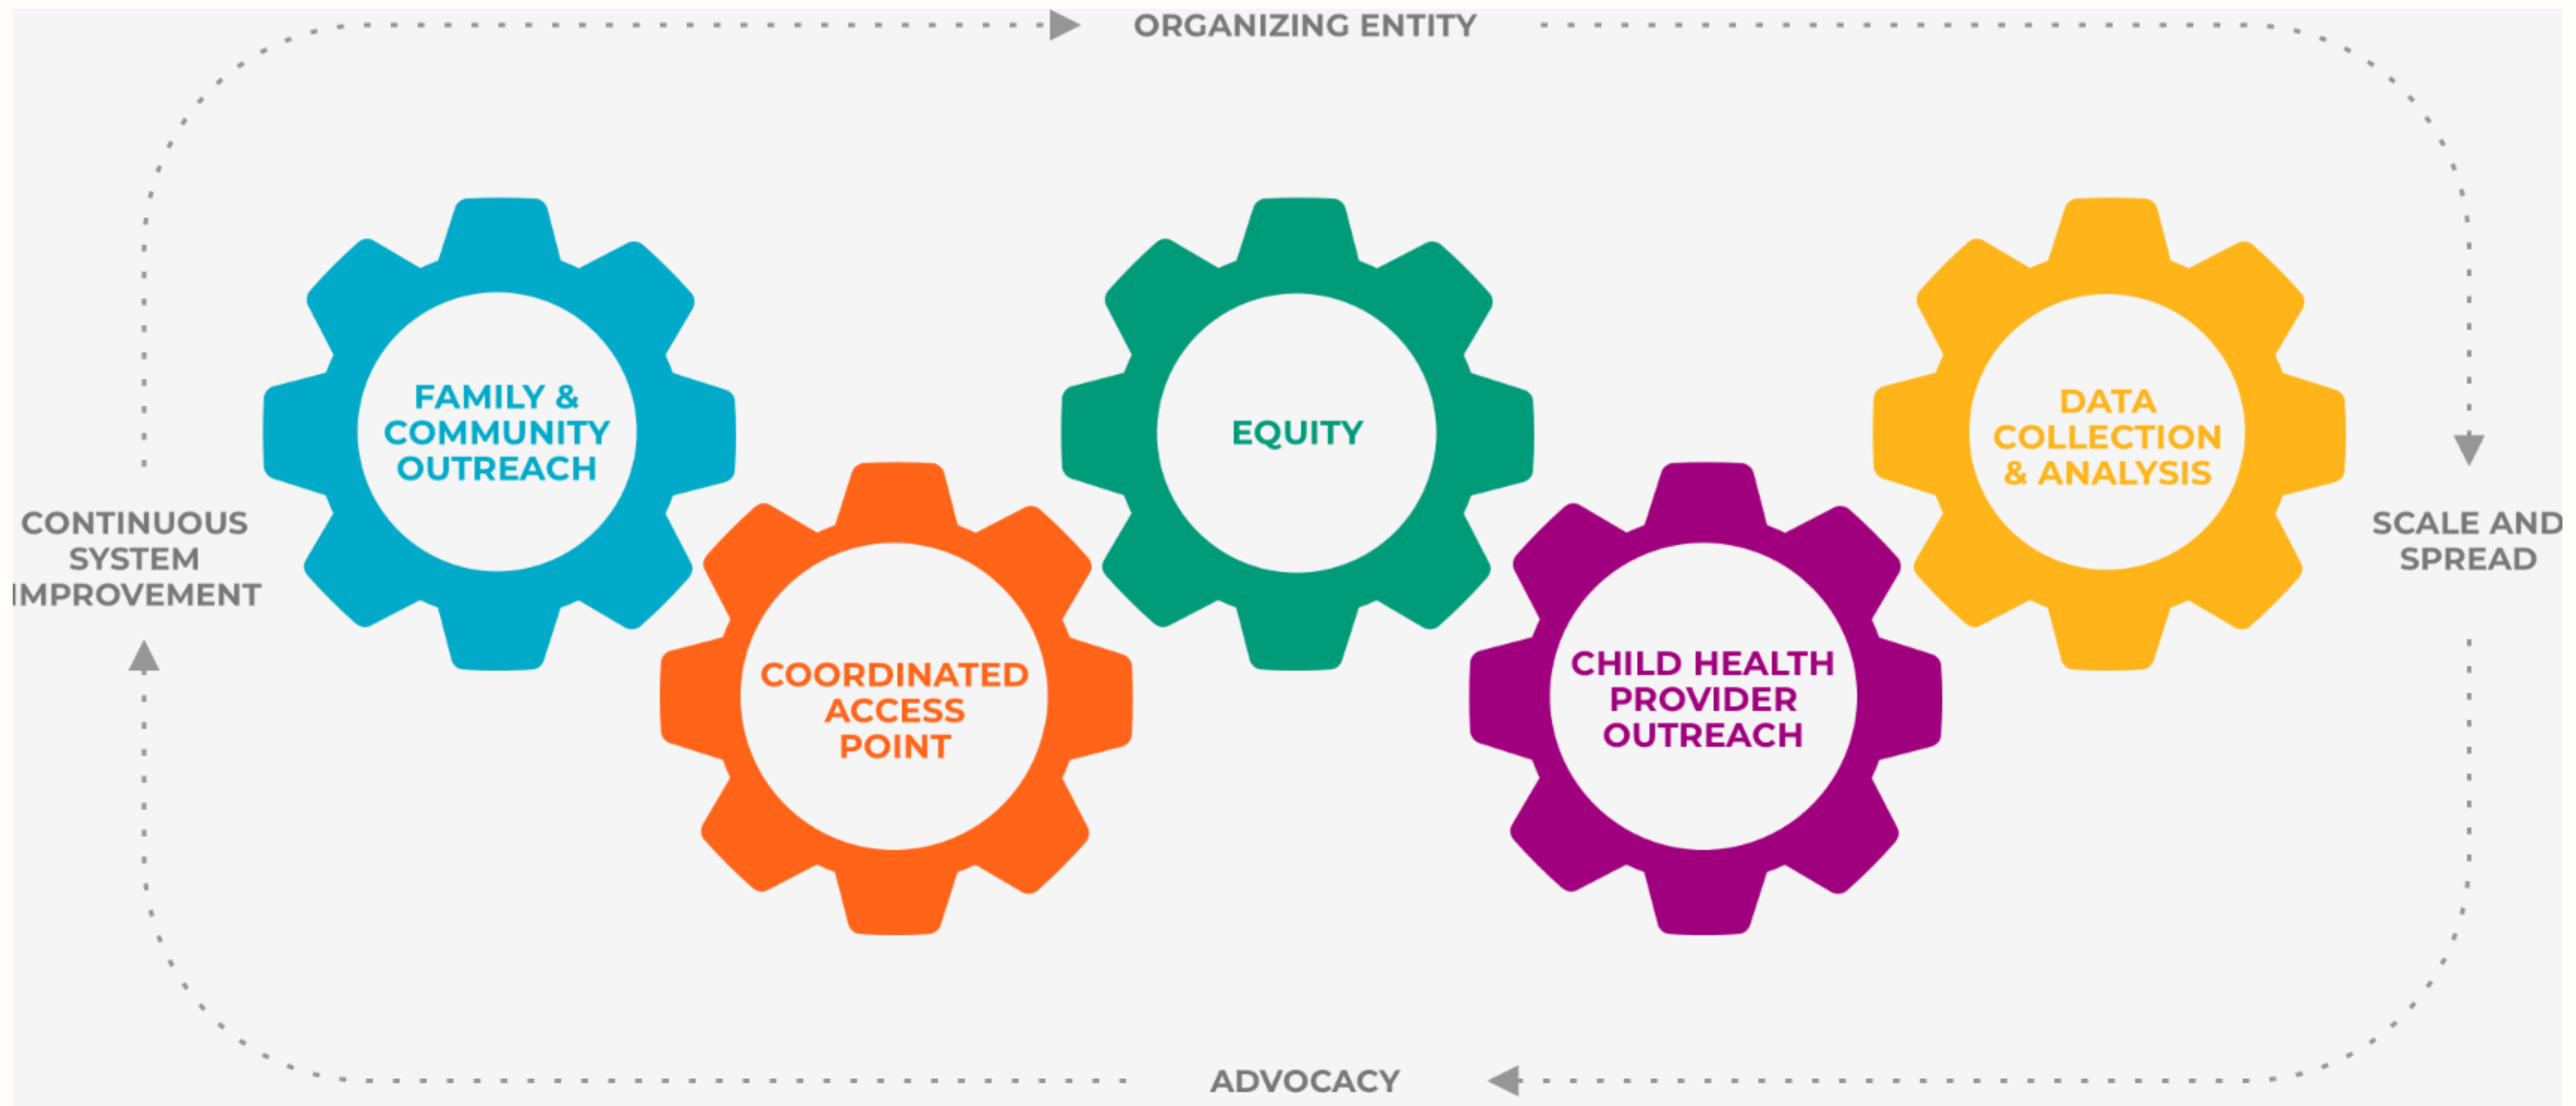 ORGANIZING ENTITY
FAMILY &
COMMUNITY
OUTREACH
EQUITY
DATA
COLLECTION
& ANALYSIS
CONTINUOUS
SYSTEM
IMPROVEMENT
SCALE AND
SPREAD
COORDINATED
ACCESS
POINT
CHILD HEALTH
PROVIDER
OUTREACH
ADVOCACY